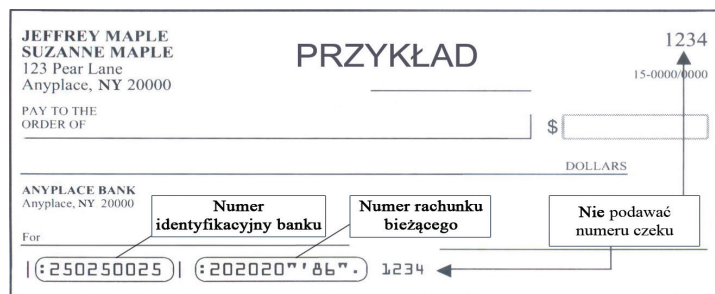 JEFFREY MAPLE
SUZANNE MAPLE
123 Pear Lane
Anyplace, NY 20000
PRZYKŁAD
1234
15-0000/0000
PAY TO THE
ORDER OF
$
DOLLARS
ANYPLACE BANK
Anyplace, NY 20000
Numer
identyfikacyjny banku
Numer rachunku
bieżącego
Nie podawać
numeru czeku
For
|:250250025| :202020"'86". 1234